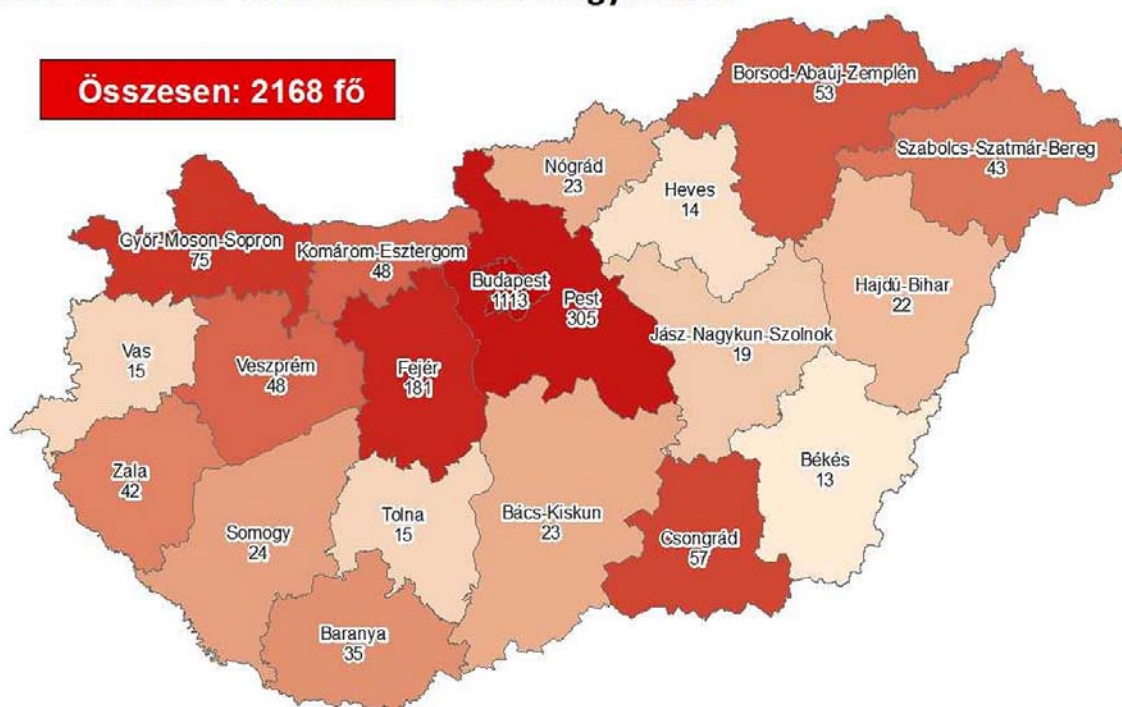 Összesen: 2168 fő
Borsod-Abaúj-Zemplén
53
Szabolcs-Szatmár-Bereg
43
Nógrád
23
Heves
14
Győr-Moson-Sopron
75
Komárom-Esztergom
48
Budapest
1113
Pest
305
Hajdú-Bihar
22
Jász-Nagykun-Szolnok
19
Vas
15
Veszprém
48
Fejér
181
Zala
42
Somogy
24
Tolna
15
Bács-Kiskun
23
Csongrád
57
Békés
13
Baranya
35